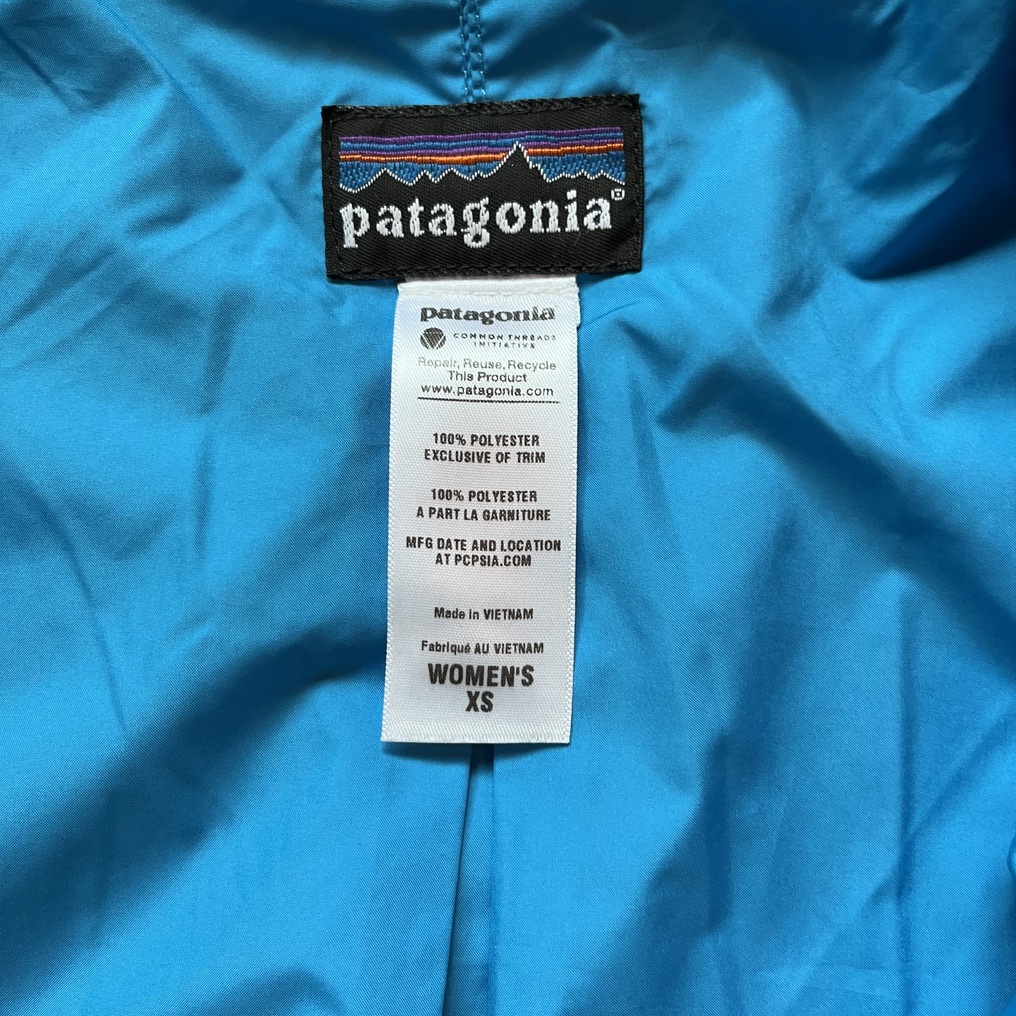 patagonia®
patagonia
COMMON THREADS
INITIATIVE
Repair, Reuse, Recycle
This Product
www.patagonia.com
100% POLYESTER
EXCLUSIVE OF TRIM
100% POLYESTER
A PART LA GARNITURE
MFG DATE AND LOCATION
AT PCPSIA.COM
Made in VIETNAM
Fabriqué AU VIETNAM
WOMEN'S
XS